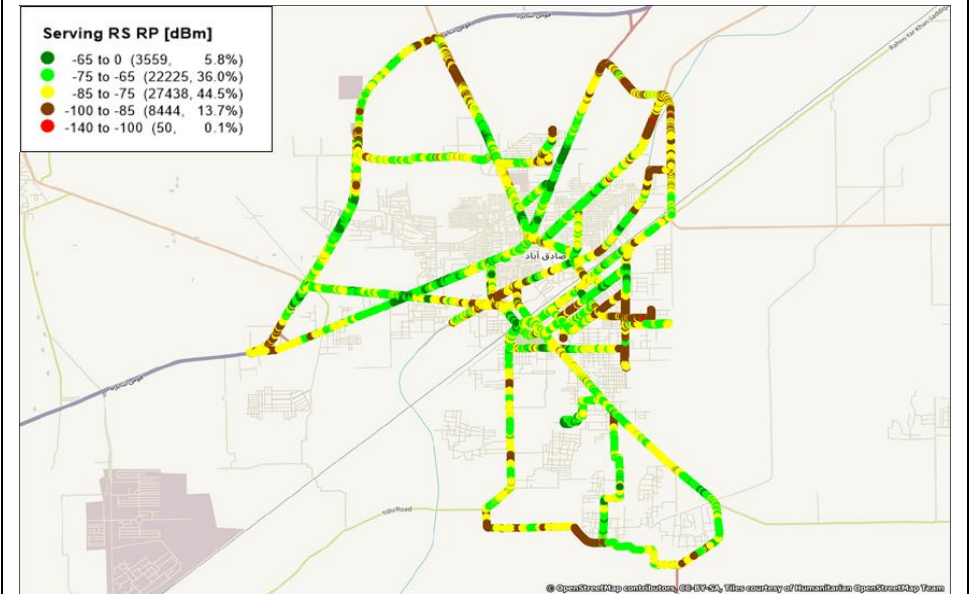 Serving RS RP [dBm]
-65 to 0 (3559, 5.8%)
-75 to -65 (22225, 36.0%)
-85 to -75 (27438, 44.5%)
-100 to -85 (8444, 13.7%)
-140 to -100 (50, 0.1%)
صادق آباد
Tillu Road
© OpenStreetMap contributors, CC-BY-SA, Tiles courtesy of Humanitarian OpenStreetMap Team